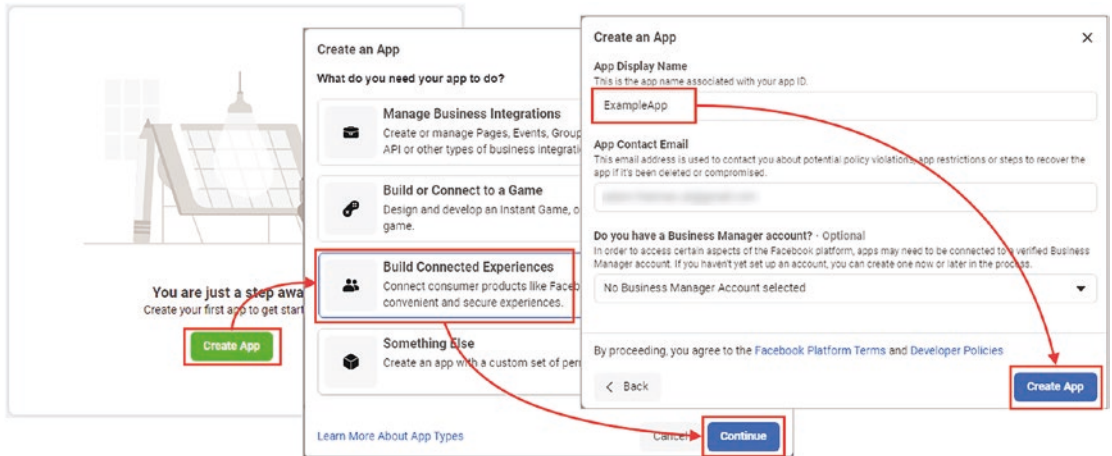 You are just a step awa
Create your first app to get start
Create App
Create an App
What do you need your app to do?
Manage Business Integrations
Create or manage Pages, Events, Group
API or other types of business integrati
Build or Connect to a Game
Design and develop an Instant Game, o
game.
Build Connected Experiences
Connect consumer products like Faceb
convenient and secure experiences.
Something Else
Create an app with a custom set of per
Learn More About App Types
Cancel
Continue
Create an App
App Display Name
This is the app name associated with your app ID.
ExampleApp
App Contact Email
This email address is used to contact you about potential policy violations, app restrictions or steps to recover the
app if it's been deleted or compromised.
Do you have a Business Manager account? · Optional
In order to access certain aspects of the Facebook platform, apps may need to be connected to a verified Business
Manager account. If you haven't yet set up an account, you can create one now or later in the process.
No Business Manager Account selected
By proceeding, you agree to the Facebook Platform Terms and Developer Policies
Back
Create App